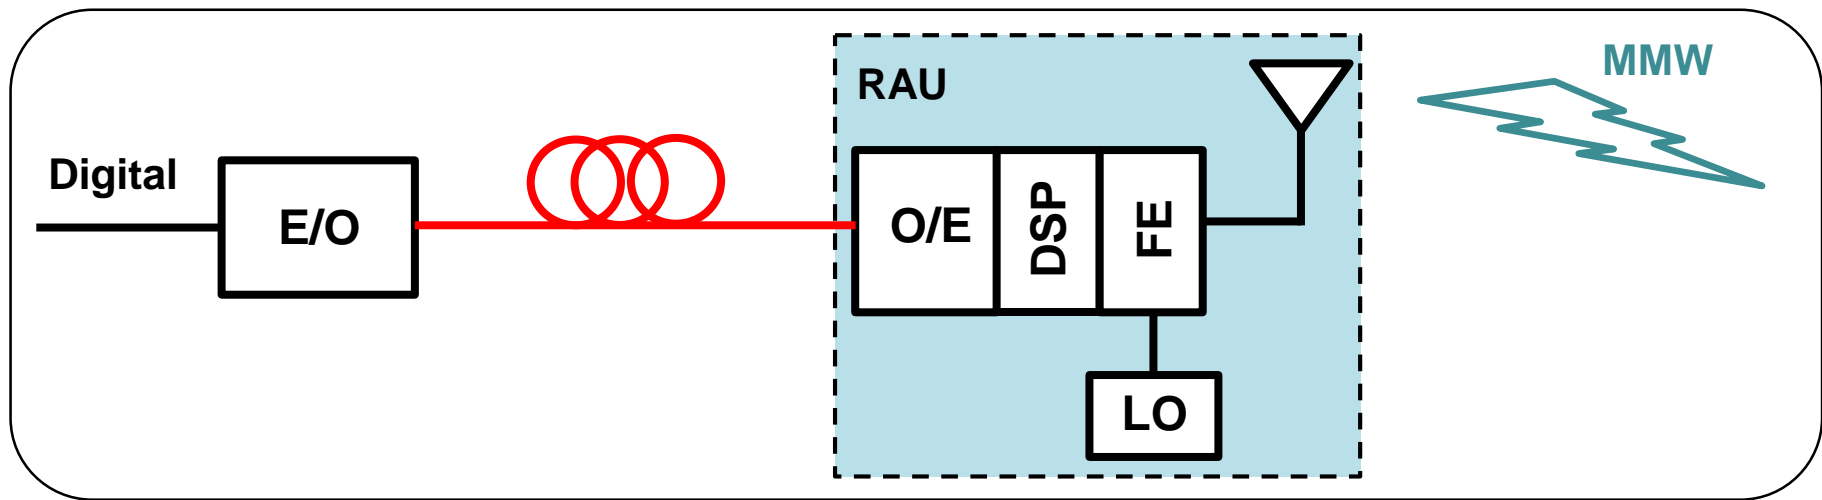 Digital
E/O
RAU
O/E
DSP
FE
LO
MMW